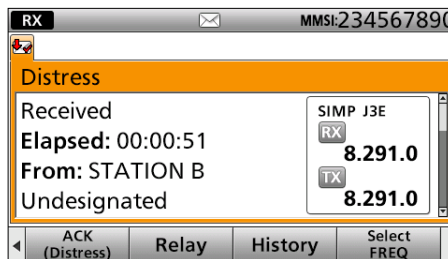 RX MMSI:234567890
Distress
Received
Elapsed: 00:00:51
From: STATION B
Undesignated
SIMP J3E
RX
8.291.0
TX
8.291.0
ACK
(Distress)
Relay
History
Select
FREQ